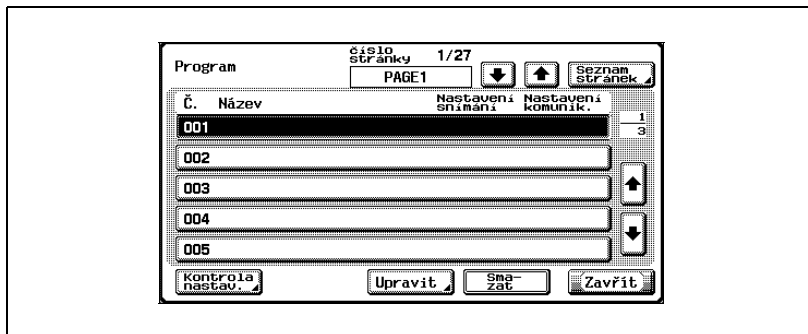 Program
číslo
stránky
1/27
PAGE1
Seznam
stránek
Č. Název
Nastavení
snímání
Nastavení
komunik.
001
1
3
002
003
004
005
Kontrola
nastav.
Upravit
Sma-
zat
Zavřít